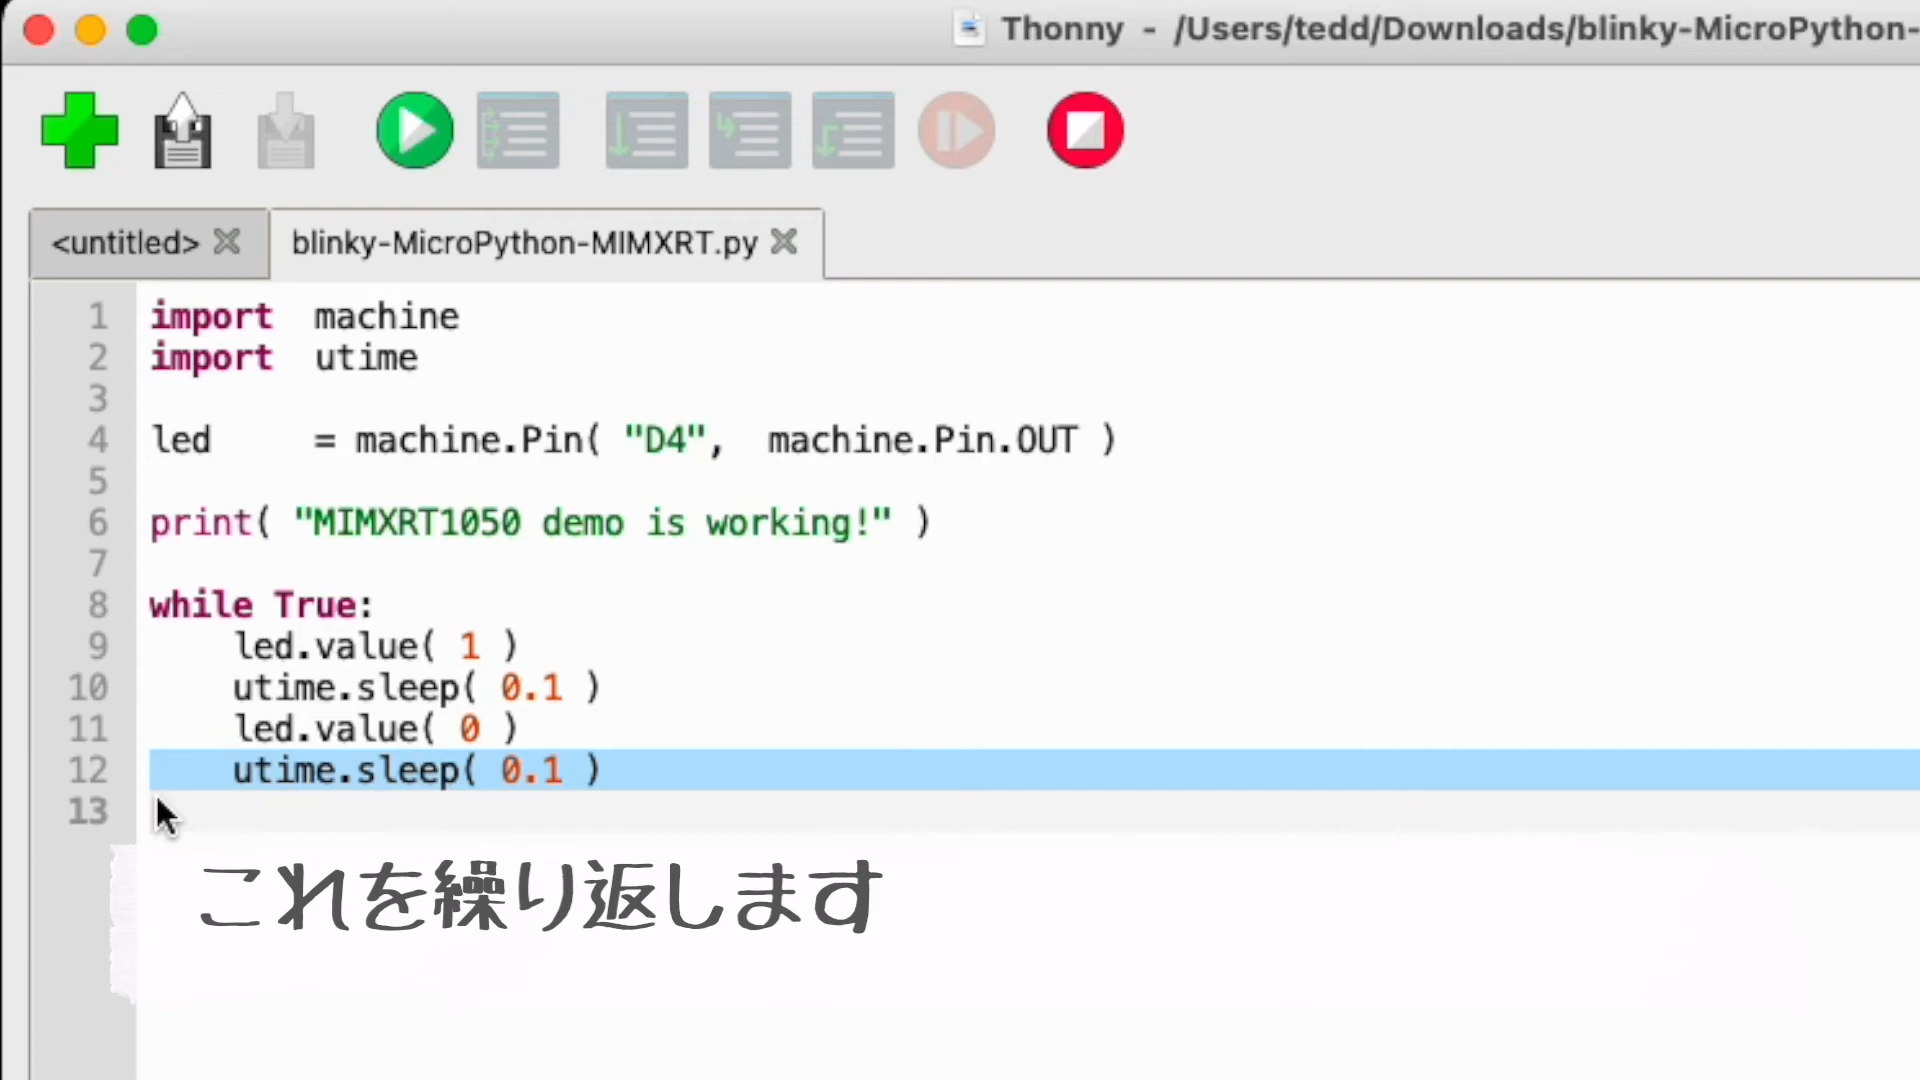 Thonny - /Users/tedd/Downloads/blinky-MicroPython-
<untitled>
blinky-MicroPython-MIMXRT.py
1 import machine
2 import utime
3
4 led = machine.Pin( "D4", machine.Pin.OUT )
5
6 print( "MIMXRT1050 demo is working!" )
7
8 while True:
9 led.value( 1 )
10 utime.sleep( 0.1 )
11 led.value( 0 )
12 utime.sleep( 0.1 )
13
これを繰り返します